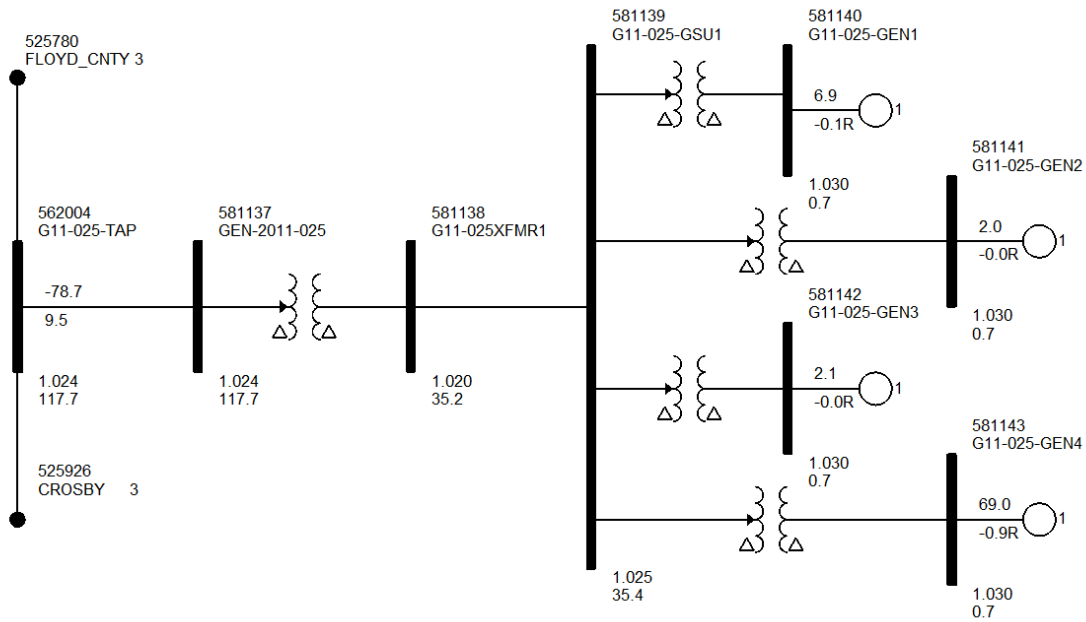 525780
FLOYD_CNTY 3
562004
G11-025-TAP
-78.7
9.5
1.024
117.7
525926
CROSBY 3
581137
GEN-2011-025
1.024
117.7
581138
G11-025XFMR1
1.020
35.2
581139
G11-025-GSU1
1.025
35.4
581140
G11-025-GEN1
6.9
-0.1R
1
1.030
0.7
581141
G11-025-GEN2
2.0
-0.0R
1
1.030
0.7
581142
G11-025-GEN3
2.1
-0.0R
1
1.030
0.7
581143
G11-025-GEN4
69.0
-0.9R
1
1.030
0.7